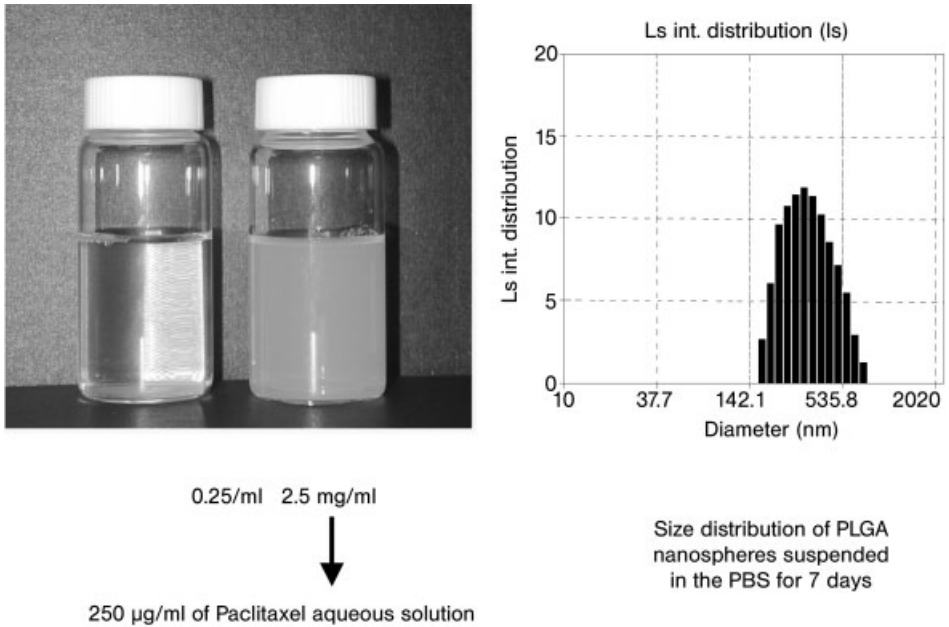 Ls int. distribution (ls)
Ls int. distribution
20
15
10
5
0
10
37.7
142.1
535.8
2020
Diameter (nm)
0.25/ml
2.5 mg/ml
250 µg/ml of Paclitaxel aqueous solution
Size distribution of PLGA
nanospheres suspended
in the PBS for 7 days